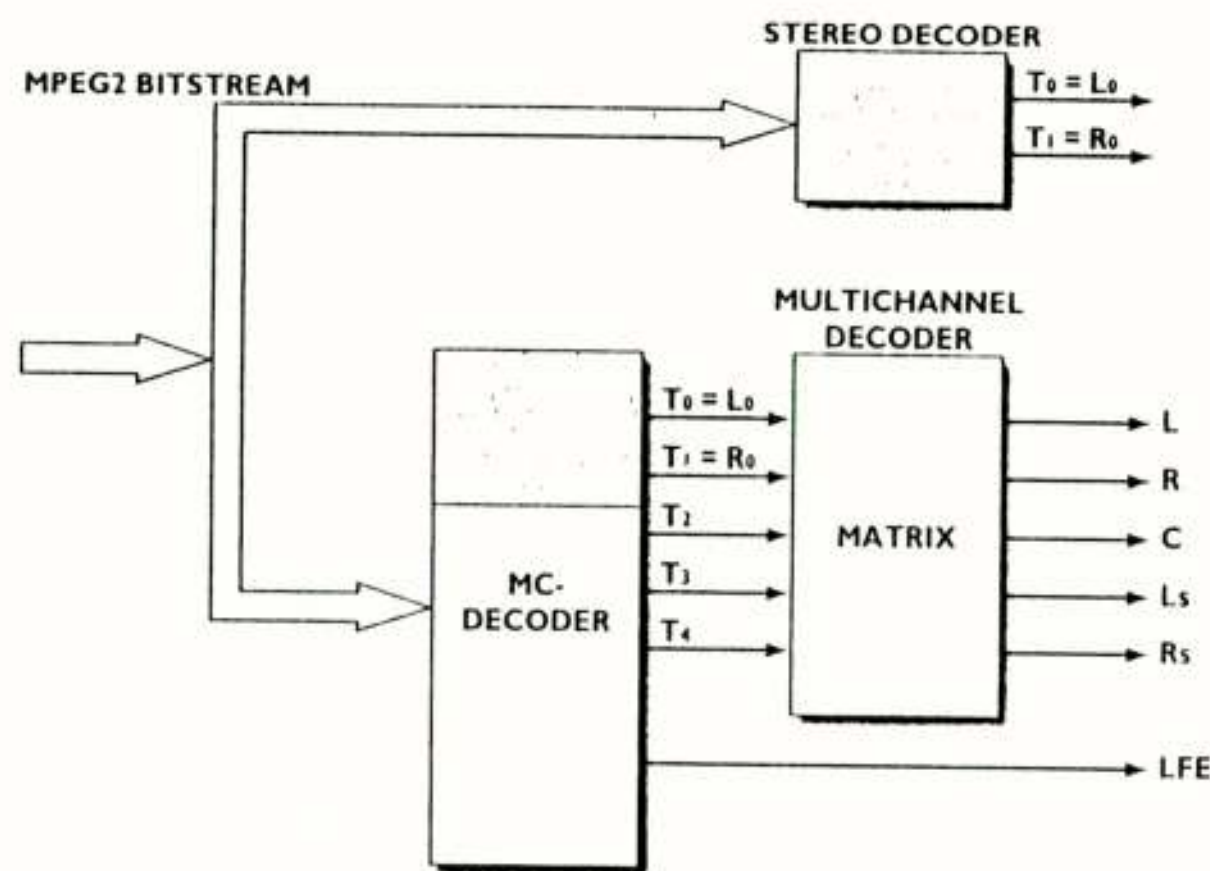 STEREO DECODER
MPEG2 BITSTREAM
T0 = L0
T1 = R0
MULTICHANNEL
DECODER
T0 = L0
T1 = R0
T2
T3
T4
MC-
DECODER
MATRIX
L
R
C
Ls
Rs
LFE